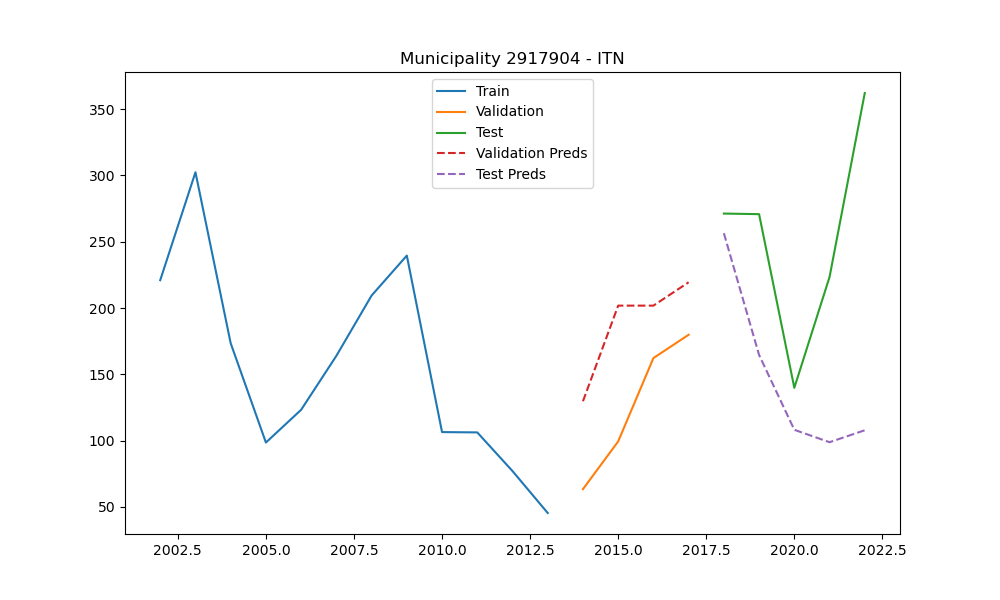 Municipality 2917904 - ITN
Train
Validation
Test
Validation Preds
Test Preds
350
300
250
200
150
100
50
2002.5 2005.0 2007.5 2010.0 2012.5 2015.0 2017.5 2020.0 2022.5